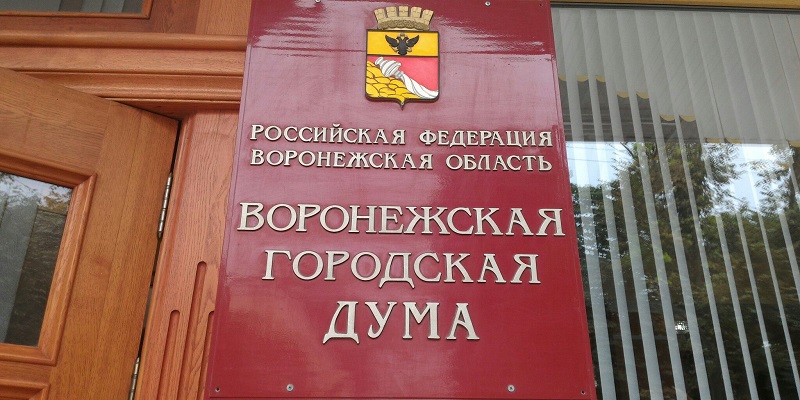 РОССИЙСКАЯ ФЕДЕРАЦИЯ
ВОРОНЕЖСКАЯ ОБЛАСТЬ
ВОРОНЕЖСКАЯ
ГОРОДСКАЯ
ДУМА